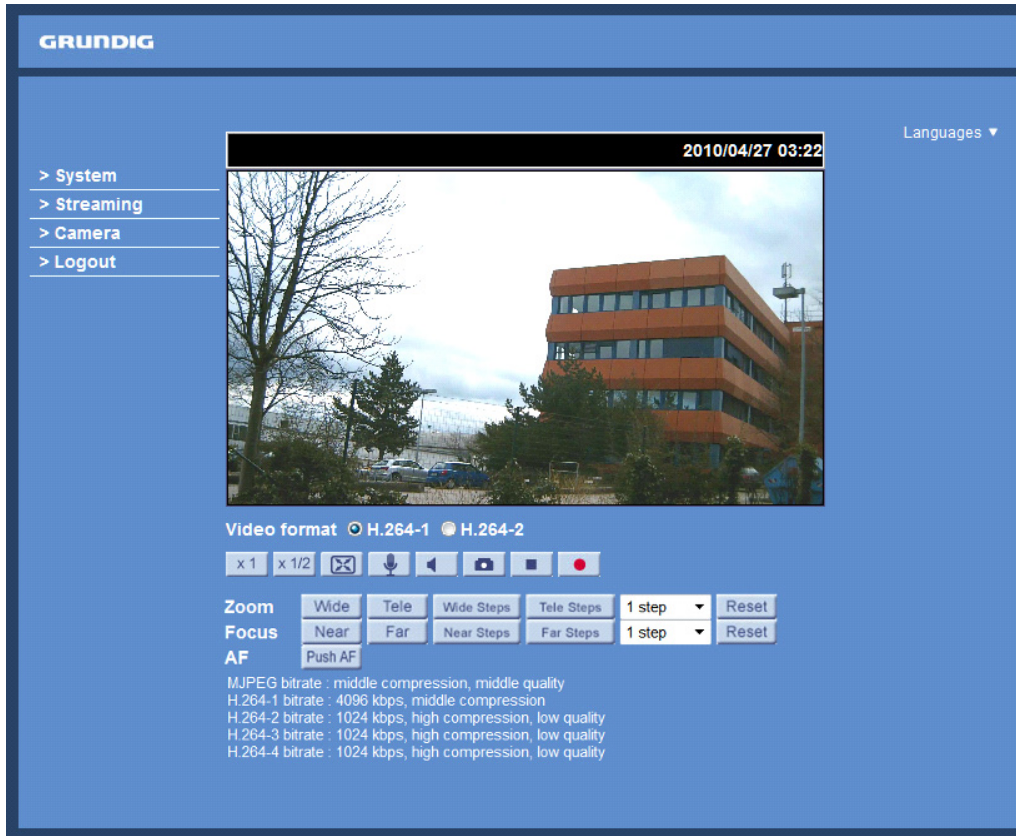 GRUNDIG
Languages ▼
2010/04/27 03:22
> System
> Streaming
> Camera
> Logout
Video format H.264-1 H.264-2
x 1 x 1/2
Zoom Wide Tele Wide Steps Tele Steps 1 step Reset
Focus Near Far Near Steps Far Steps 1 step Reset
AF Push AF
MJPEG bitrate : middle compression, middle quality
H.264-1 bitrate : 4096 kbps, middle compression
H.264-2 bitrate : 1024 kbps, high compression, low quality
H.264-3 bitrate : 1024 kbps, high compression, low quality
H.264-4 bitrate : 1024 kbps, high compression, low quality